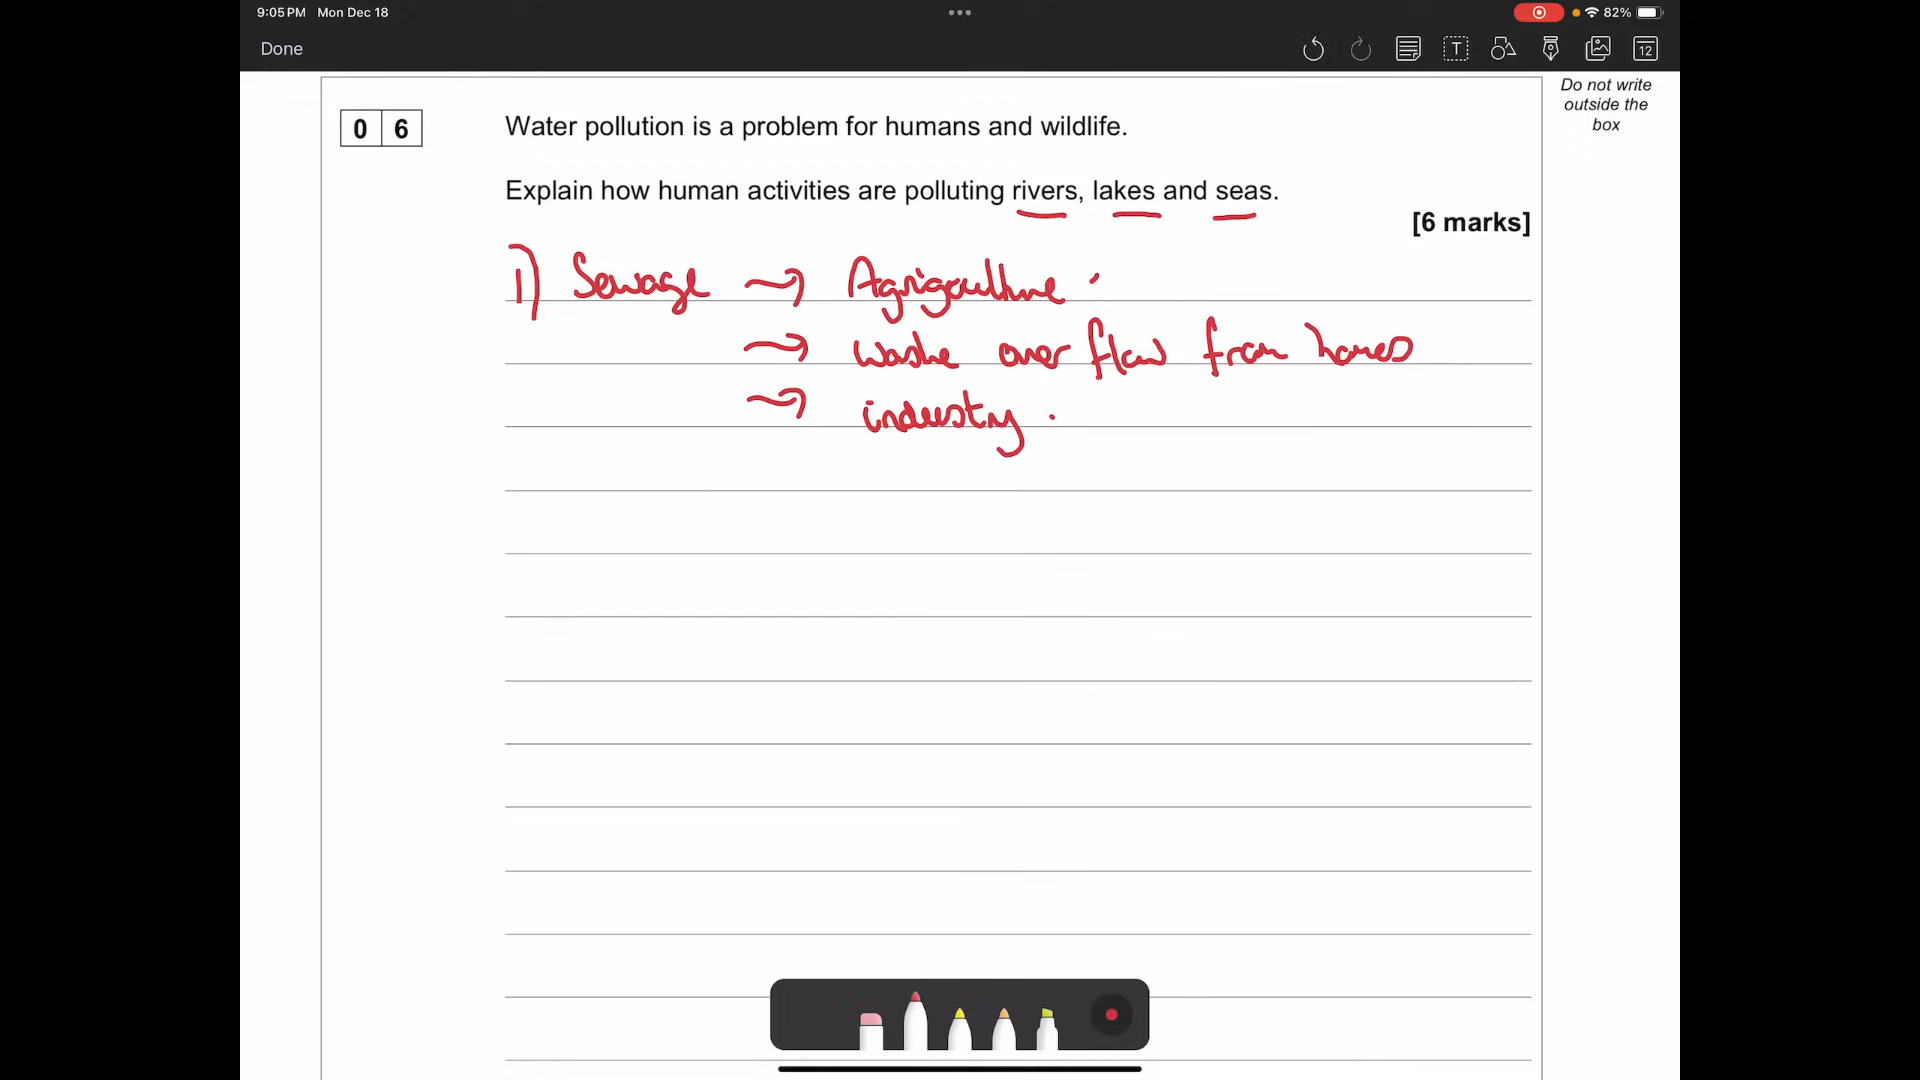 9:05 PM Mon Dec 18
82%
Done
T
12
Do not write
outside the
box
0 6
Water pollution is a problem for humans and wildlife.
Explain how human activities are polluting rivers, lakes and seas.
[6 marks]
1) Sewage → Agrigculture.
→ waste over flow from homes
→ industry.